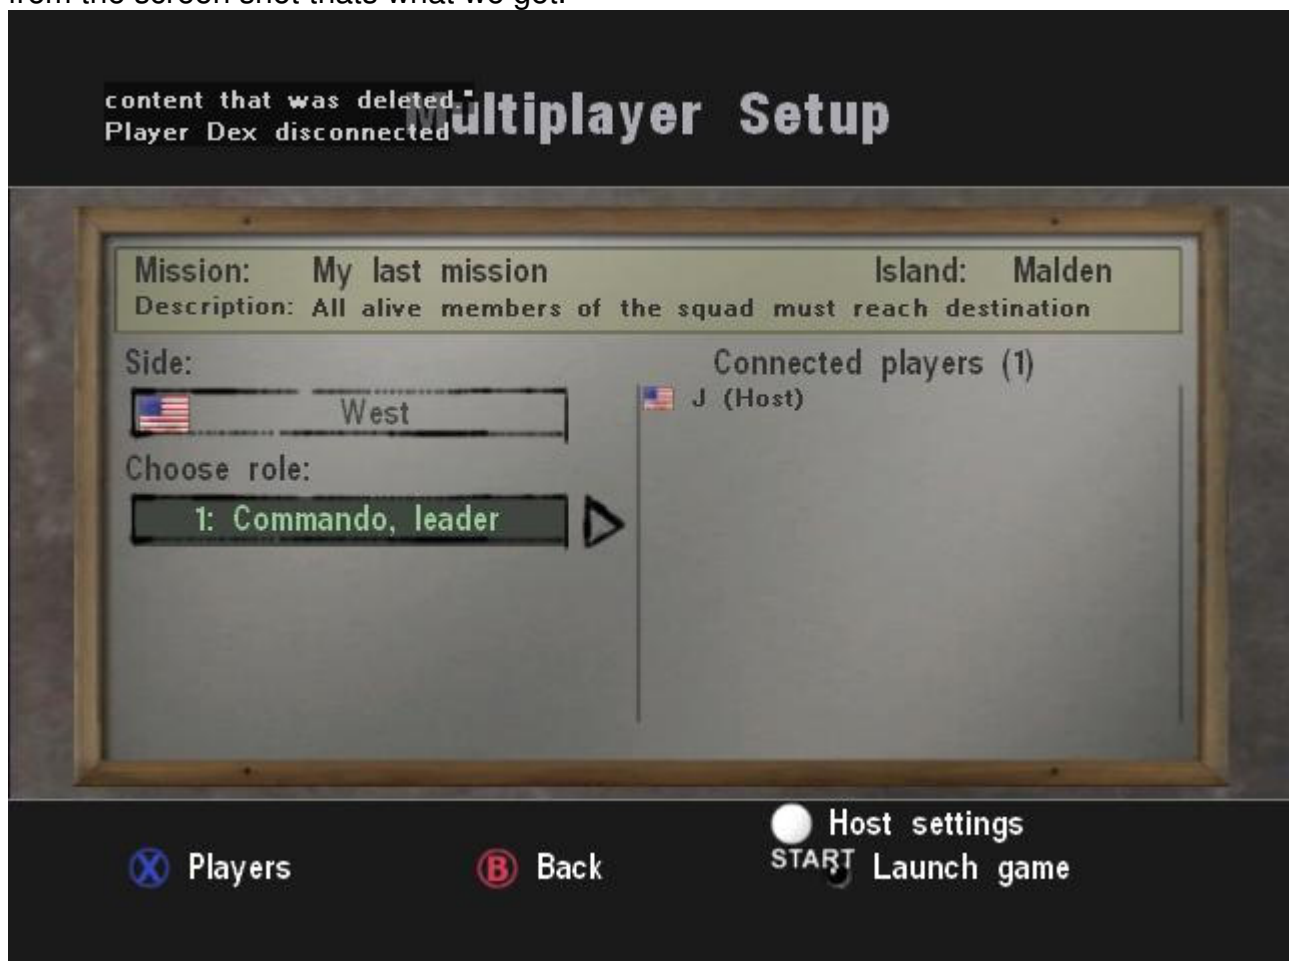 from the screen shot thats what we got.
content that was deleted."
Player Dex disconnected
Multiplayer Setup
Mission: My last mission Island: Malden
Description: All alive members of the squad must reach destination
Side:
West
Choose role:
1: Commando, leader
Connected players (1)
J (Host)
X Players
B Back
Host settings
START Launch game